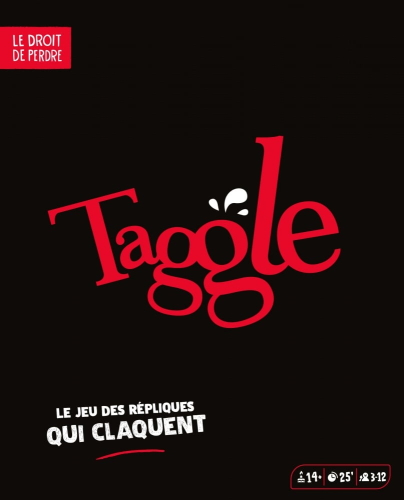 LE DROIT
DE PERDRE
Taggle
LE JEU DES RÉPLIQUES
QUI CLAQUENT
14+ 25' 3-12